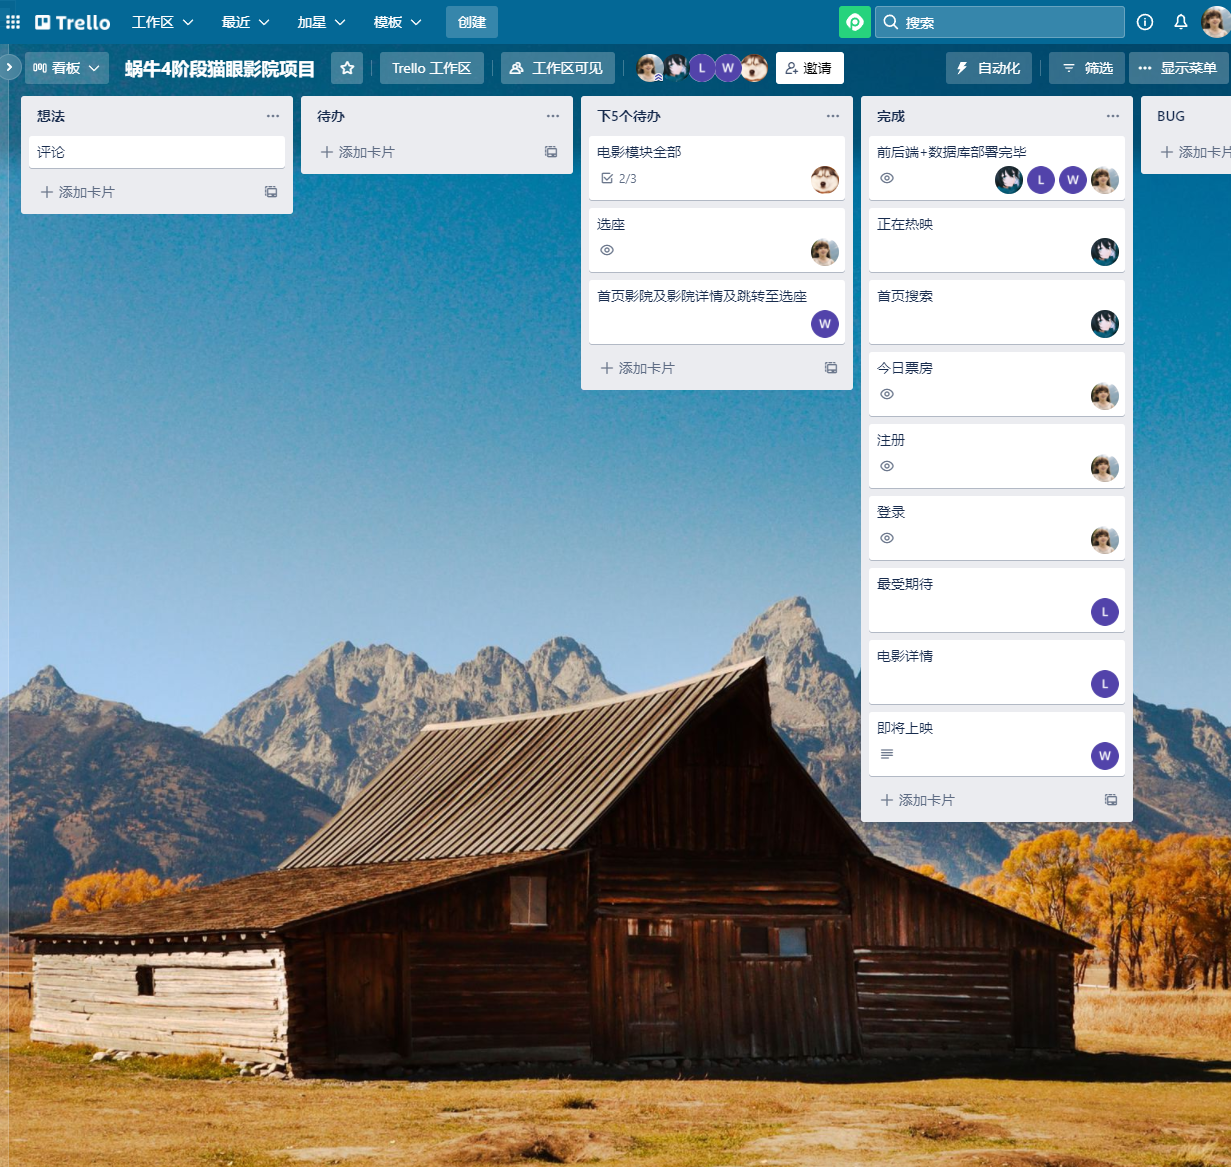 Trello
工作区
最近
加星
模板
创建
搜索
看板
蜗牛4阶段猫眼影院项目
Trello 工作区
工作区可见
L
W
邀请
自动化
筛选
显示菜单
想法
评论
添加卡片
待办
添加卡片
下5个待办
电影模块全部
2/3
选座
首页影院及影院详情及跳转至选座
W
添加卡片
完成
前后端+数据库部署完毕
L
W
正在热映
首页搜索
今日票房
注册
登录
最受期待
L
电影详情
L
即将上映
W
添加卡片
BUG
添加卡片